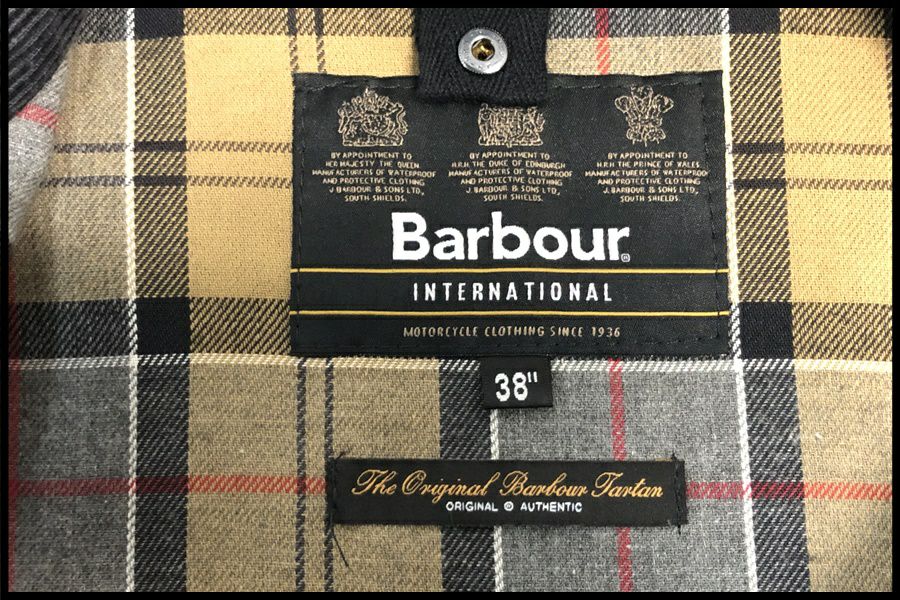 BY APPOINTMENT TO
HER MAJESTY THE QUEEN
MANUFACTURERS OF WATERPROOF
AND PROTECTIVE CLOTHING
J. BARBOUR & SONS LTD.,
SOUTH SHIELDS.
BY APPOINTMENT TO
H.R.H. THE DUKE OF EDINBURGH
MANUFACTURERS OF WATERPROOF
AND PROTECTIVE CLOTHING
J. BARBOUR & SONS LTD.,
SOUTH SHIELDS.
BY APPOINTMENT TO
H.R.H. THE PRINCE OF WALES
MANUFACTURERS OF WATERPROOF
AND PROTECTIVE CLOTHING
J. BARBOUR & SONS LTD.,
SOUTH SHIELDS.
Barbour®
INTERNATIONAL
MOTORCYCLE CLOTHING SINCE 1936
38"
The Original Barbour Tartan
ORIGINAL © AUTHENTIC